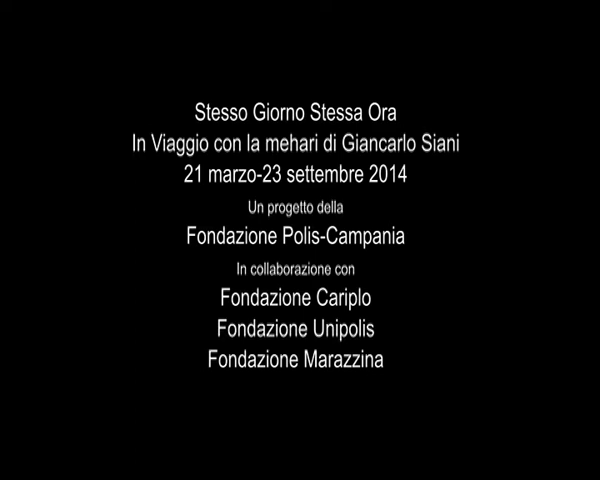 Stesso Giorno Stessa Ora
In Viaggio con la mehari di Giancarlo Siani
21 marzo-23 settembre 2014
Un progetto della
Fondazione Polis-Campania
In collaborazione con
Fondazione Cariplo
Fondazione Unipolis
Fondazione Marazzina